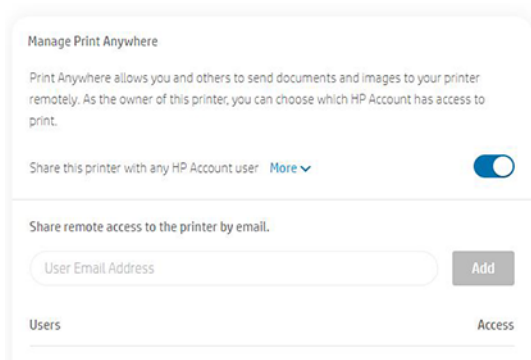 Manage Print Anywhere
Print Anywhere allows you and others to send documents and images to your printer
remotely. As the owner of this printer, you can choose which HP Account has access to
print.
Share this printer with any HP Account user More
Share remote access to the printer by email.
User Email Address Add
Users Access